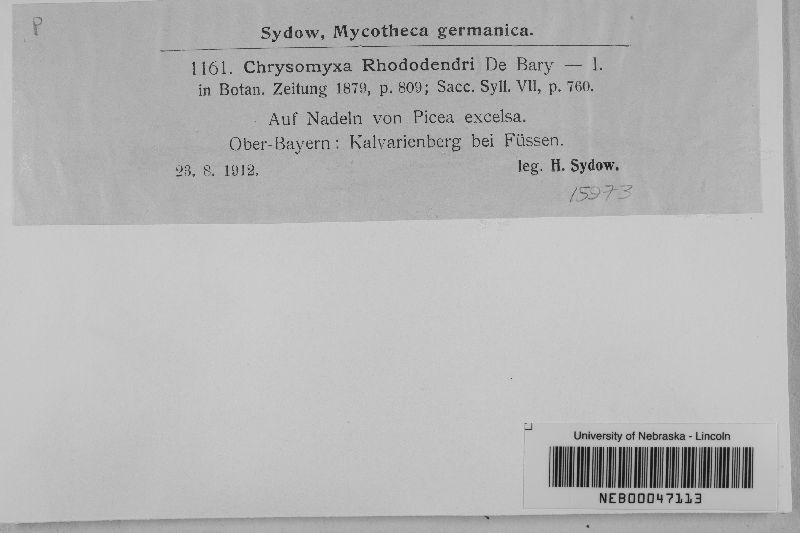 P
Sydow, Mycotheca germanica.
1161. Chrysomyxa Rhododendri De Bary — I.
in Botan. Zeitung 1879, p. 809; Sacc. Syll. VII, p. 760.
Auf Nadeln von Picea excelsa.
Ober-Bayern: Kalvarienberg bei Füssen.
23. 8. 1912. leg. H. Sydow.
15973
University of Nebraska - Lincoln
NEB00047113